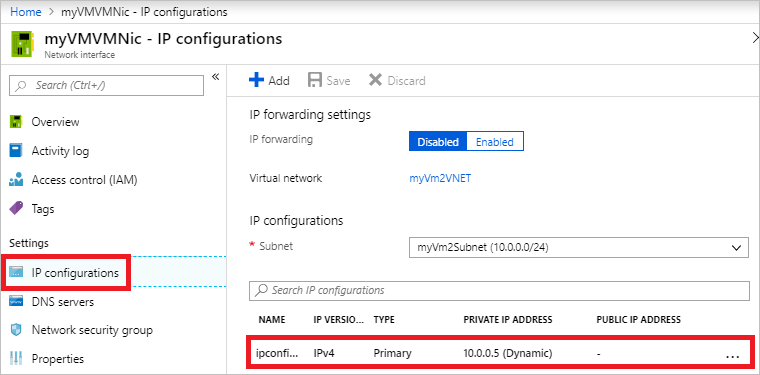 Home > myVMVMNic - IP configurations
myVMVMNic - IP configurations
Network interface
Search (Ctrl+/)
Overview
Activity log
Access control (IAM)
Tags
Settings
IP configurations
DNS servers
Network security group
Properties
Add Save Discard
IP forwarding settings
IP forwarding Disabled Enabled
Virtual network myVm2VNET
IP configurations
* Subnet myVm2Subnet (10.0.0.0/24)
Search IP configurations
NAME IP VERSIO... TYPE PRIVATE IP ADDRESS PUBLIC IP ADDRESS
ipconfi... IPv4 Primary 10.0.0.5 (Dynamic) - ...